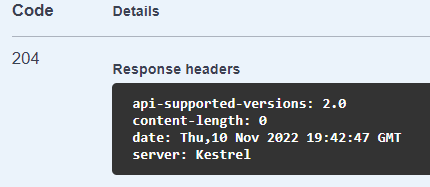 Code Details
204
Response headers
api-supported-versions: 2.0
content-length: 0
date: Thu,10 Nov 2022 19:42:47 GMT
server: Kestrel